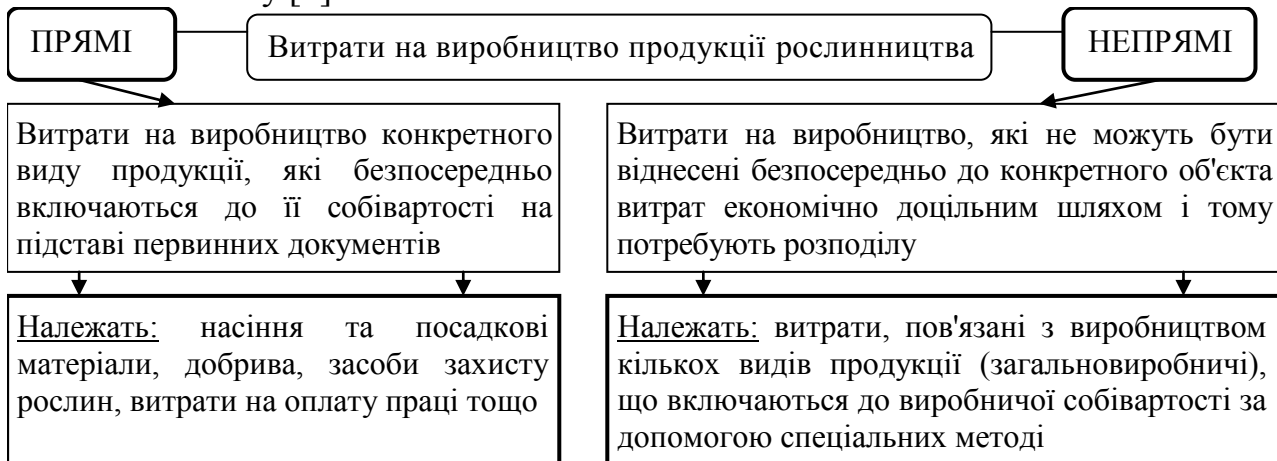 ПРЯМІ
Витрати на виробництво продукції рослинництва
НЕПРЯМІ
Витрати на виробництво конкретного
виду продукції, які безпосередньо
включаються до її собівартості на
підставі первинних документів
Витрати на виробництво, які не можуть бути
віднесені безпосередньо до конкретного об'єкта
витрат економічно доцільним шляхом і тому
потребують розподілу
Належать: насіння та посадкові
матеріали, добрива, засоби захисту
рослин, витрати на оплату праці тощо
Належать: витрати, пов'язані з виробництвом
кількох видів продукції (загальновиробничі),
що включаються до виробничої собівартості за
допомогою спеціальних методі